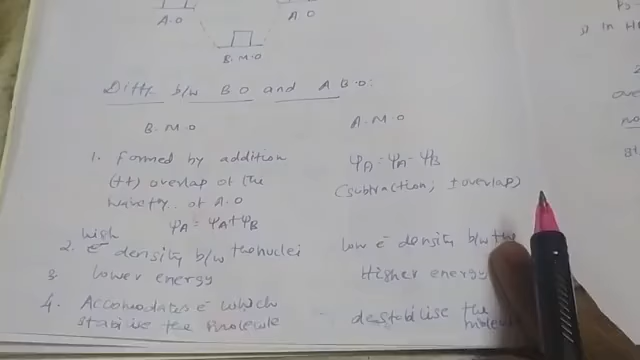 A.O A.O
B.M.O
Diff. b/w B O and A B.O:
B.M.O A.M.O
1. Formed by addition ψA = ψA - ψB
(++) overlap of the (subtraction, ± overlap)
of A.O
ψA = ψA + ψB
2. high e⁻ density b/w the nuclei low e⁻ density b/w the
3. lower energy Higher energy
4. Accomodates e⁻ which destabilise the
stabilise the molecule
in